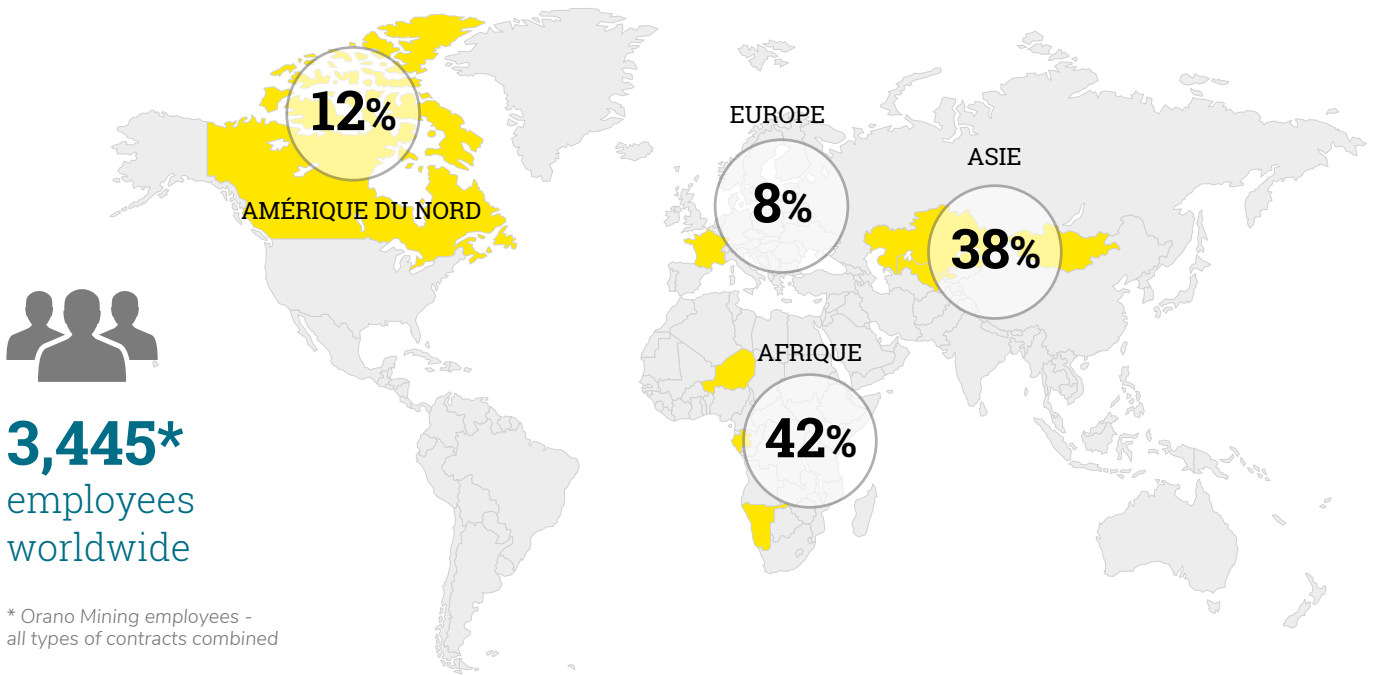 12%
AMÉRIQUE DU NORD
EUROPE
8%
ASIE
38%
AFRIQUE
42%
3,445*
employees
worldwide
* Orano Mining employees -
all types of contracts combined